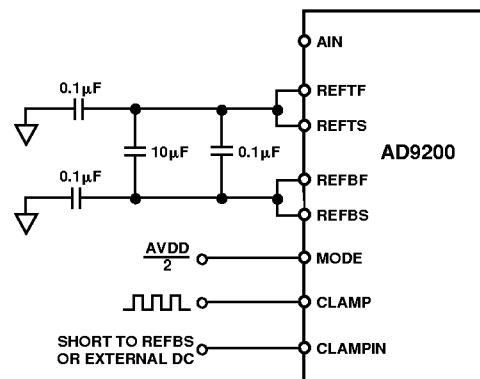 AIN
0.1µF
REFTF
REFTS
AD9200
10µF
0.1µF
0.1µF
REFBF
REFBS
AVDD
2
MODE
CLAMP
SHORT TO REFBS
OR EXTERNAL DC
CLAMPIN